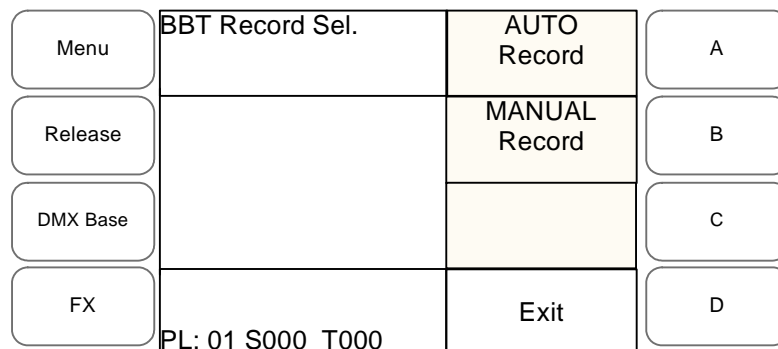 Menu
BBT Record Sel.
AUTO
Record
A
Release
MANUAL
Record
B
DMX Base
C
FX
PL: 01 S000 T000
Exit
D